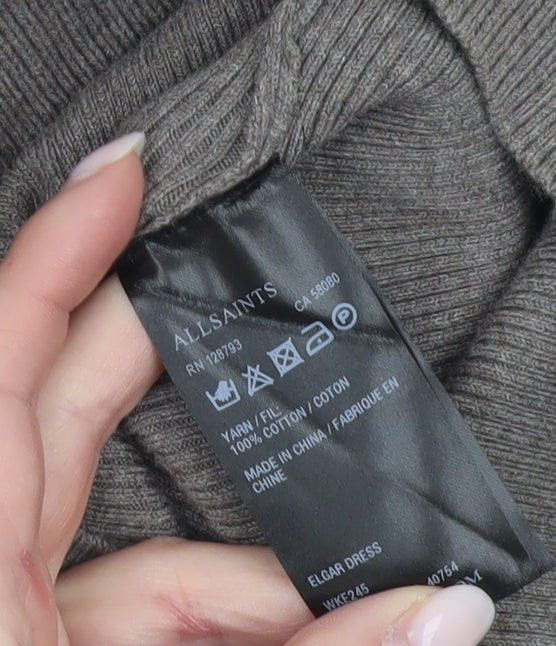 ALLSAINTS
RN 128793 CA 58080
P
YARN / FIL:
100% COTTON / COTON
MADE IN CHINA / FABRIQUE EN
CHINE
ELGAR DRESS
WKE245 40754